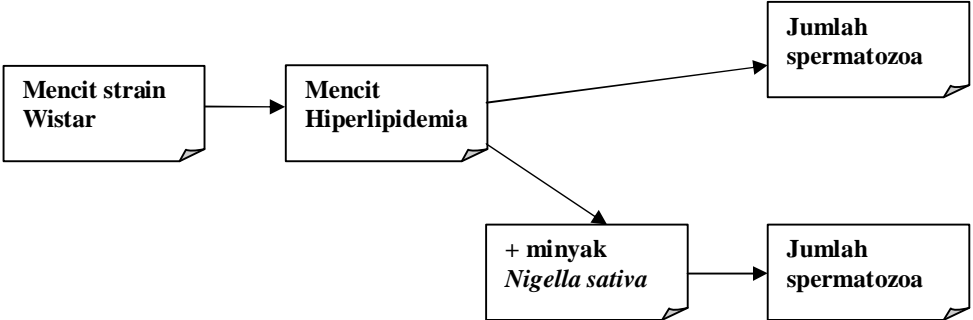 Jumlah
spermatozoa
Mencit strain
Wistar
Mencit
Hiperlipidemia
+ minyak
Nigella sativa
Jumlah
spermatozoa